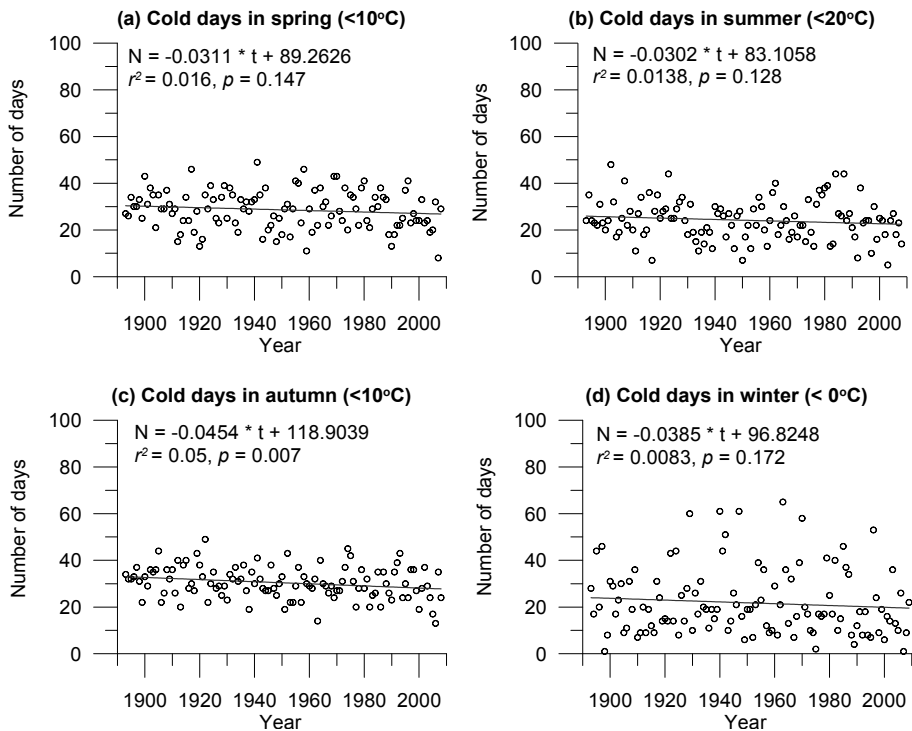 (a) Cold days in spring (<10°C)
N = -0.0311 * t + 89.2626
r² = 0.016, p = 0.147
Number of days
100
80
60
40
20
0
1900 1920 1940 1960 1980 2000
Year
(b) Cold days in summer (<20°C)
N = -0.0302 * t + 83.1058
r² = 0.0138, p = 0.128
Number of days
100
80
60
40
20
0
1900 1920 1940 1960 1980 2000
Year
(c) Cold days in autumn (<10°C)
N = -0.0454 * t + 118.9039
r² = 0.05, p = 0.007
Number of days
100
80
60
40
20
0
1900 1920 1940 1960 1980 2000
Year
(d) Cold days in winter (< 0°C)
N = -0.0385 * t + 96.8248
r² = 0.0083, p = 0.172
Number of days
100
80
60
40
20
0
1900 1920 1940 1960 1980 2000
Year